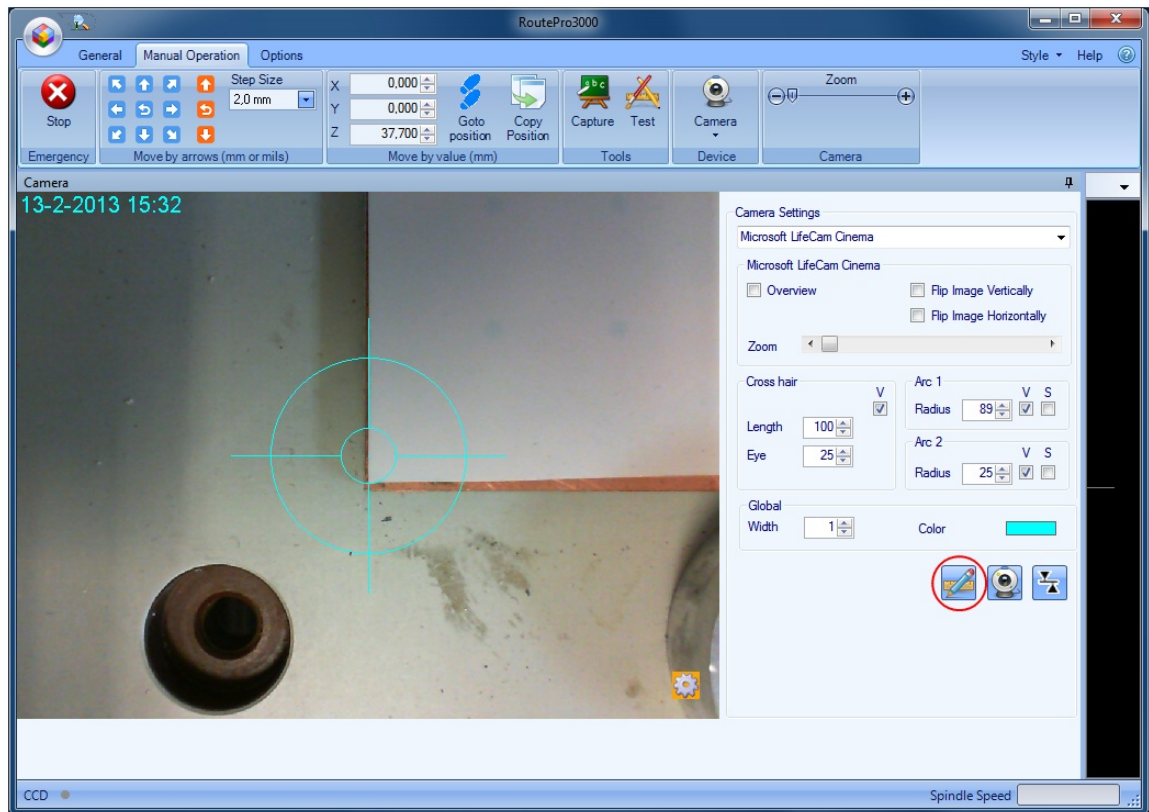 RoutePro3000
General Manual Operation Options Style Help
Stop
Emergency
Step Size
2,0 mm
Move by arrows (mm or mils)
X 0,000
Y 0,000
Z 37,700
Goto position
Copy Position
Move by value (mm)
Capture Test
Tools
Camera
Device
Zoom
Camera
Camera
13-2-2013 15:32
Camera Settings
Microsoft LifeCam Cinema
Microsoft LifeCam Cinema
Overview Flip Image Vertically
Flip Image Horizontally
Zoom
Cross hair
V
Length 100
Eye 25
Arc 1
V S
Radius 89
Arc 2
V S
Radius 25
Global
Width 1 Color
CCD Spindle Speed